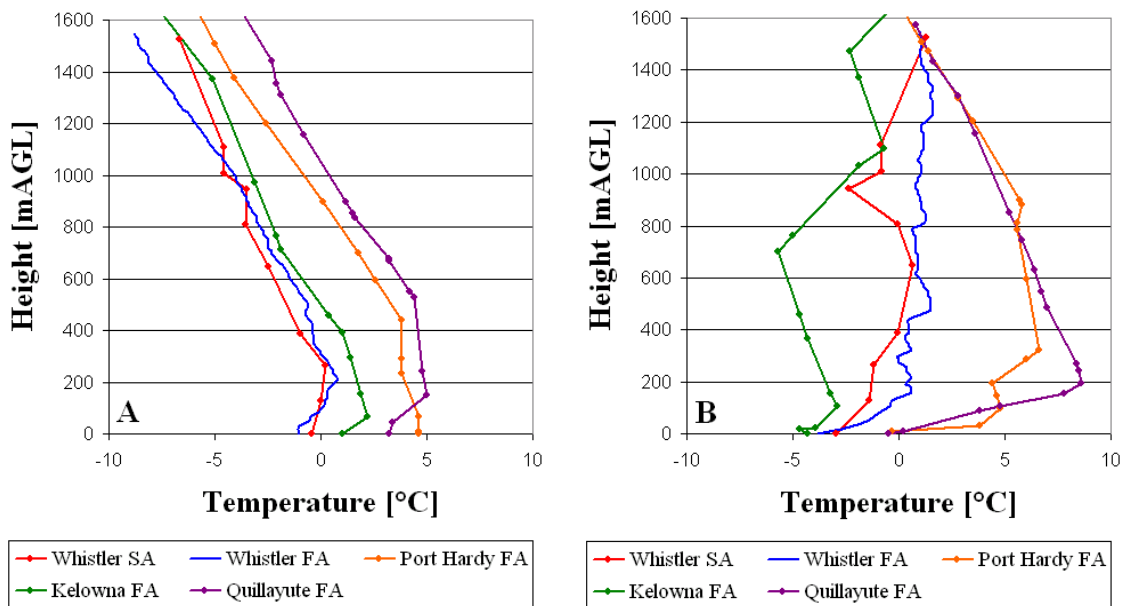 1600
1400
1200
1000
800
600
400
200
0
Height [mAGL]
A
-10 -5 0 5 10
Temperature [°C]
Whistler SA Whistler FA Port Hardy FA
Kelowna FA Quillayute FA
1600
1400
1200
1000
800
600
400
200
0
Height [mAGL]
B
-10 -5 0 5 10
Temperature [°C]
Whistler SA Whistler FA Port Hardy FA
Kelowna FA Quillayute FA